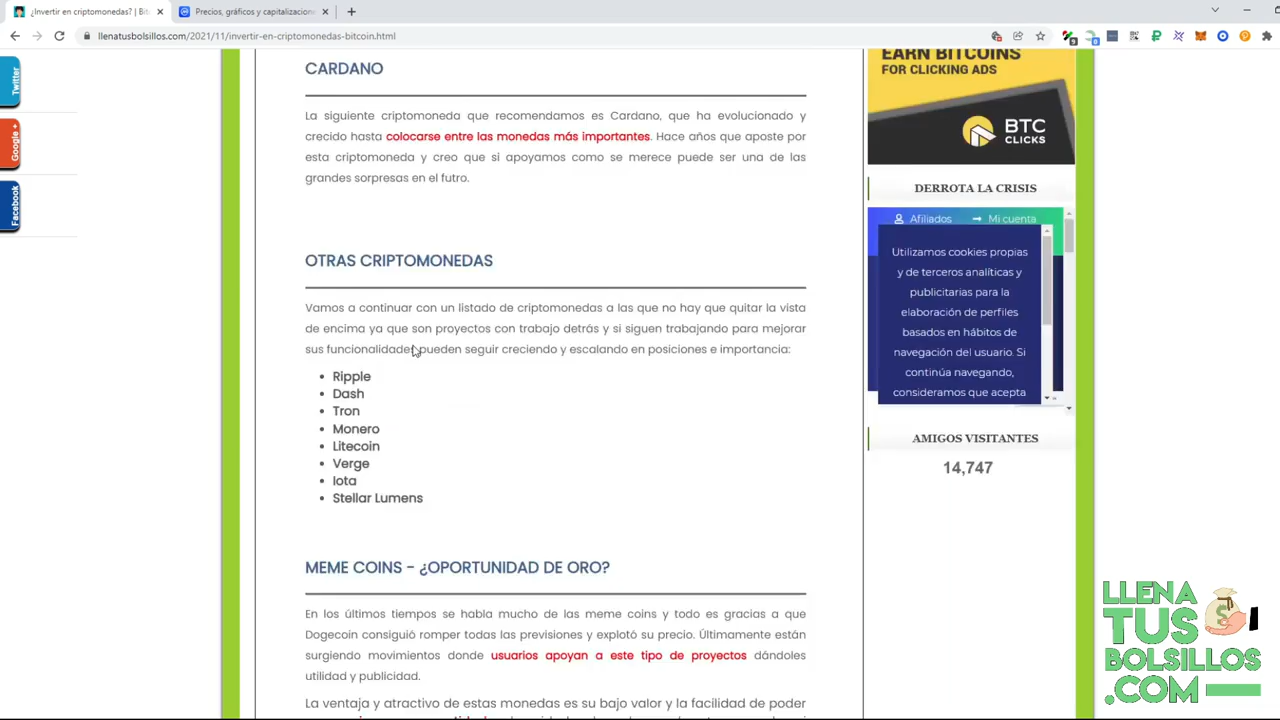 ¿Invertir en criptomonedas? | Bit
Precios, gráficos y capitalizacion
llenatusbolsillos.com/2021/11/invertir-en-criptomonedas-bitcoin.html
Twitter
Google +
Facebook
CARDANO
La siguiente criptomoneda que recomendamos es Cardano, que ha evolucionado y
crecido hasta colocarse entre las monedas más importantes. Hace años que aposte por
esta criptomoneda y creo que si apoyamos como se merece puede ser una de las
grandes sorpresas en el futro.
OTRAS CRIPTOMONEDAS
Vamos a continuar con un listado de criptomonedas a las que no hay que quitar la vista
de encima ya que son proyectos con trabajo detrás y si siguen trabajando para mejorar
sus funcionalidades pueden seguir creciendo y escalando en posiciones e importancia:
• Ripple
• Dash
• Tron
• Monero
• Litecoin
• Verge
• Iota
• Stellar Lumens
MEME COINS - ¿OPORTUNIDAD DE ORO?
En los últimos tiempos se habla mucho de las meme coins y todo es gracias a que
Dogecoin consiguió romper todas las previsiones y explotó su precio. Últimamente están
surgiendo movimientos donde usuarios apoyan a este tipo de proyectos dándoles
utilidad y publicidad.
La ventaja y atractivo de estas monedas es su bajo valor y la facilidad de poder
EARN BITCOINS
FOR CLICKING ADS
BTC
CLICKS
DERROTA LA CRISIS
Afiliados
Mi cuenta
Utilizamos cookies propias
y de terceros analíticas y
publicitarias para la
elaboración de perfiles
basados en hábitos de
navegación del usuario. Si
continúa navegando,
consideramos que acepta
AMIGOS VISITANTES
14,747
LLENA
TUS
BOLSILLOS
.COM